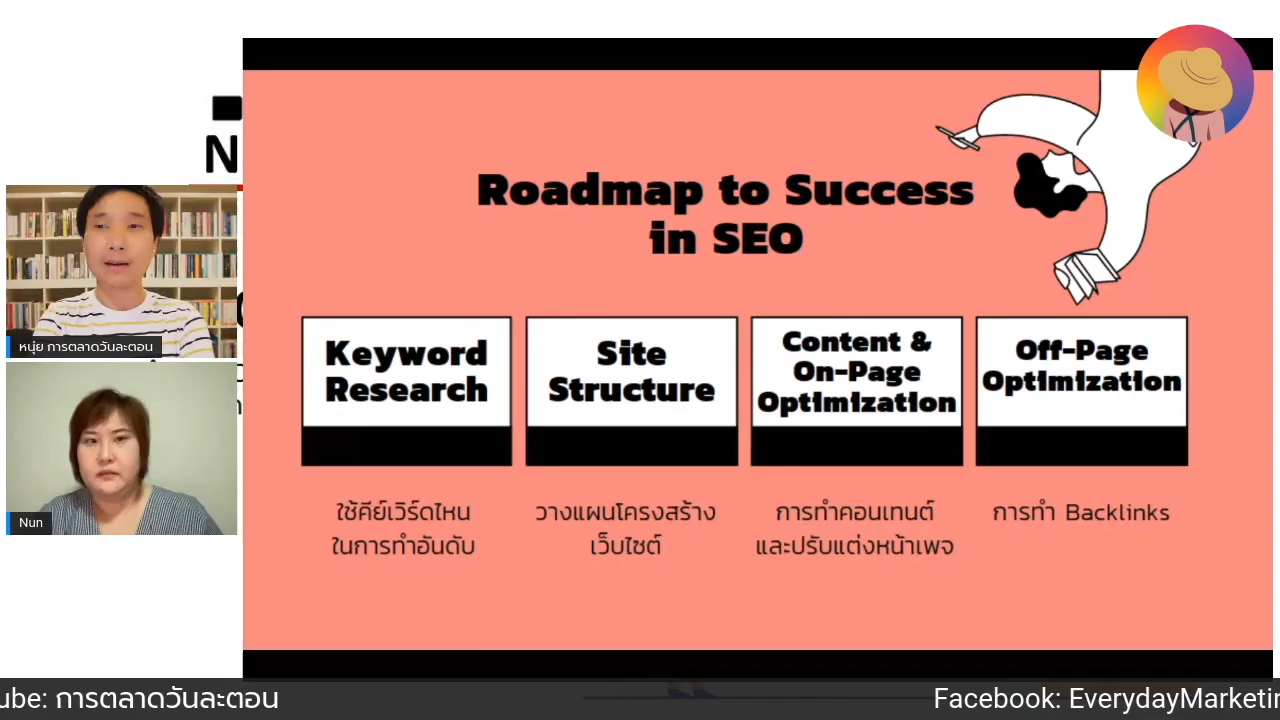 Roadmap to Success
in SEO
Keyword
Research
Site
Structure
Content &
On-Page
Optimization
Off-Page
Optimization
ใช้คีย์เวิร์ดไหน
ในการทำอันดับ
วางแผนโครงสร้าง
เว็บไซต์
การทำคอนเทนต์
และปรับแต่งหน้าเพจ
การทำ Backlinks
N
หนุ่ย การตลาดวันละตอน
Nun
ube: การตลาดวันละตอน
Facebook: EverydayMarketin